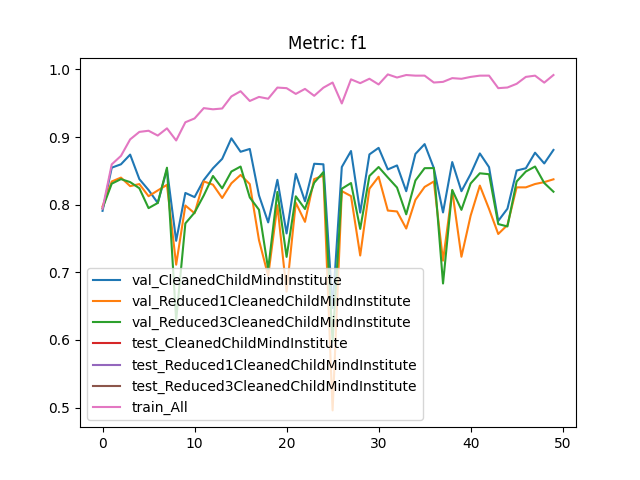 Metric: f1
1.0
0.9
0.8
0.7
0.6
0.5
val_CleanedChildMindInstitute
val_Reduced1CleanedChildMindInstitute
val_Reduced3CleanedChildMindInstitute
test_CleanedChildMindInstitute
test_Reduced1CleanedChildMindInstitute
test_Reduced3CleanedChildMindInstitute
train_All
0 10 20 30 40 50